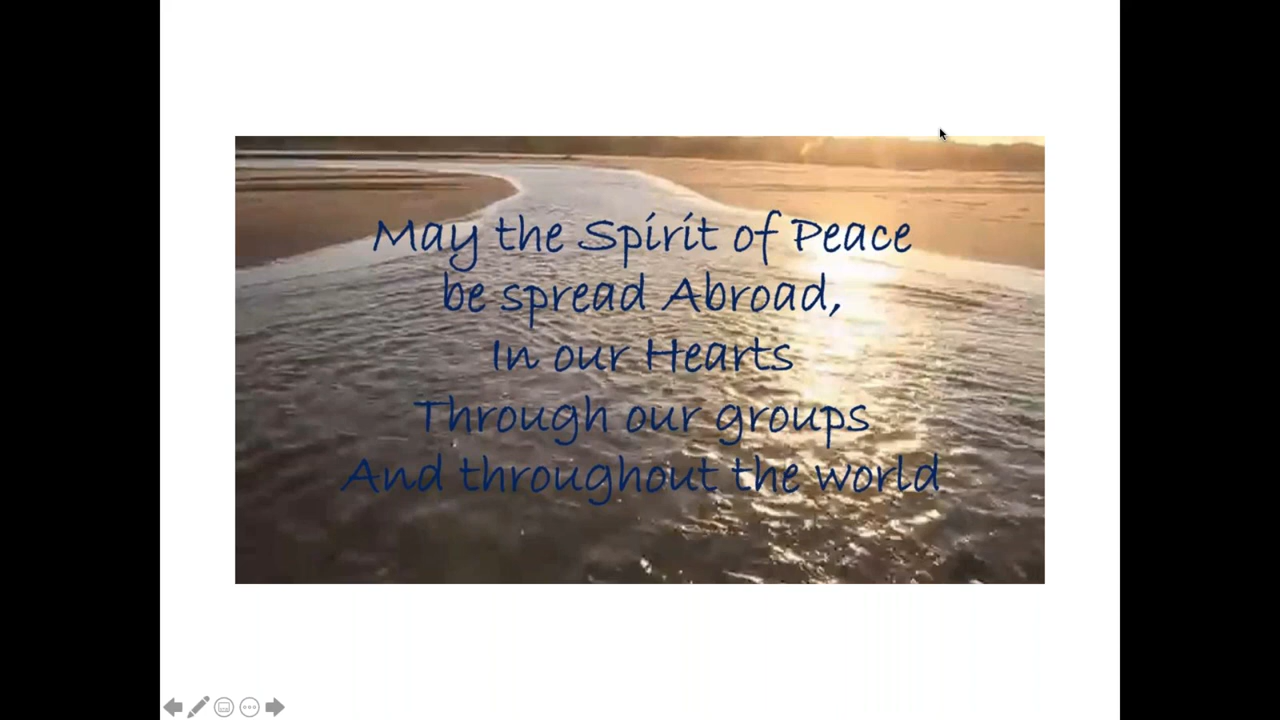 May the Spirit of Peace
be spread Abroad,
In our Hearts
Through our groups
And throughout the world